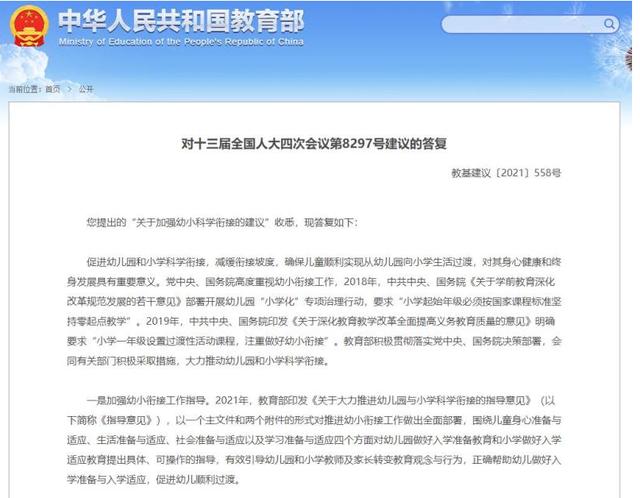 中华人民共和国教育部
Ministry of Education of the People's Republic of China
当前位置：首页 > 公开
对十三届全国人大四次会议第8297号建议的答复
教基建议〔2021〕558号
您提出的“关于加强幼小科学衔接的建议”收悉，现答复如下：
促进幼儿园和小学科学衔接，减缓衔接坡度，确保儿童顺利实现从幼儿园向小学生活过渡，对其身心健康和终
身发展具有重要意义。党中央、国务院高度重视幼小衔接工作，2018年，中共中央、国务院《关于学前教育深化
改革规范发展的若干意见》部署开展幼儿园“小学化”专项治理行动，要求“小学起始年级必须按国家课程标准坚
持零起点教学”。2019年，中共中央、国务院印发《关于深化教育教学改革全面提高义务教育质量的意见》明确
要求“小学一年级设置过渡性活动课程，注重做好幼小衔接”。教育部积极贯彻落实党中央、国务院决策部署，会
同有关部门积极采取措施，大力推动幼儿园和小学科学衔接。
一是加强幼小衔接工作指导。2021年，教育部印发《关于大力推进幼儿园与小学科学衔接的指导意见》（以
下简称《指导意见》），以一个主文件和两个附件的形式对推进幼小衔接工作做出全面部署，围绕儿童身心准备与
适应、生活准备与适应、社会准备与适应以及学习准备与适应四个方面对幼儿园做好入学准备教育和小学做好入学
适应教育提出具体、可操作的指导，有效引导幼儿园和小学教师及家长转变教育观念与行为，正确帮助幼儿做好入
学准备与入学适应，促进幼儿顺利过渡。